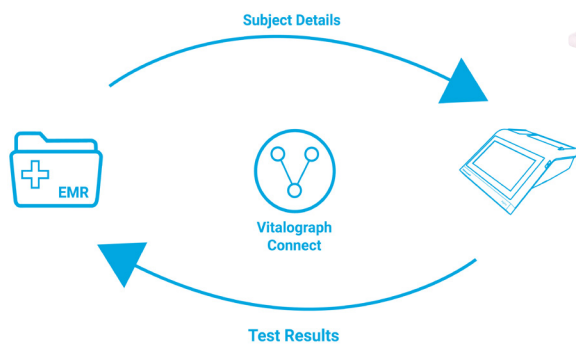 Subject Details
EMR
Vitalograph
Connect
Test Results